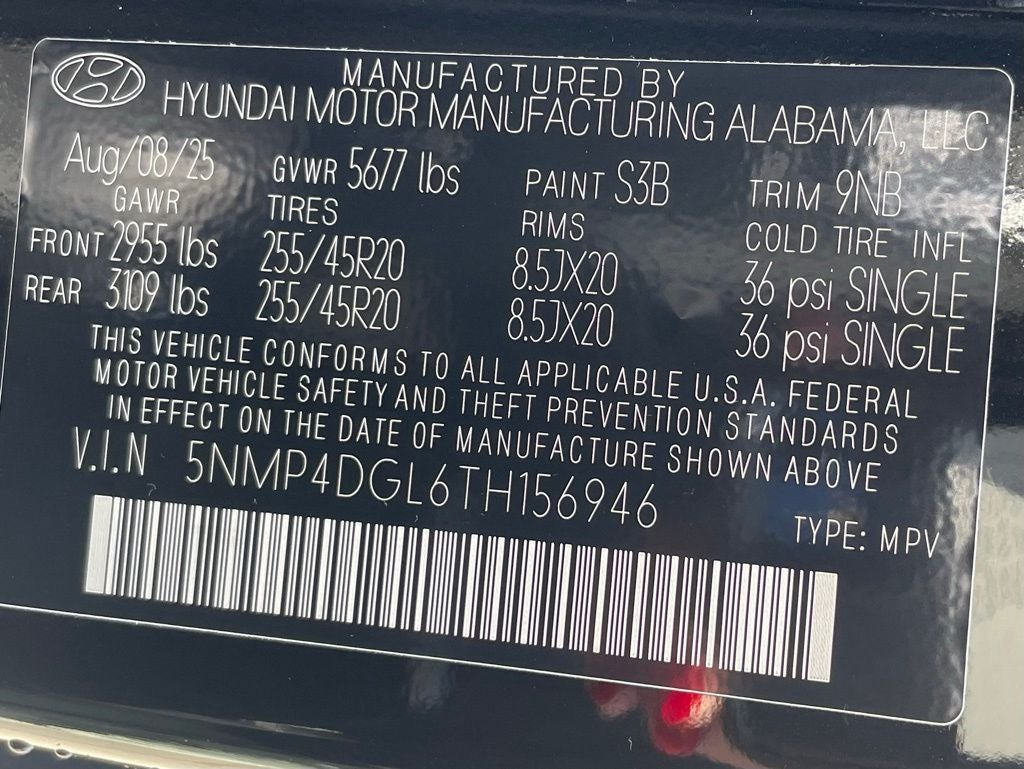 MANUFACTURED BY
HYUNDAI MOTOR MANUFACTURING ALABAMA, LLC
Aug/08/25 GVWR 5677 lbs PAINT S3B TRIM 9NB
GAWR TIRES RIMS COLD TIRE INFL
FRONT 2955 lbs 255/45R20 8.5JX20 36 psi SINGLE
REAR 3109 lbs 255/45R20 8.5JX20 36 psi SINGLE
THIS VEHICLE CONFORMS TO ALL APPLICABLE U.S.A. FEDERAL
MOTOR VEHICLE SAFETY AND THEFT PREVENTION STANDARDS
IN EFFECT ON THE DATE OF MANUFACTURE SHOWN ABOVE
V.I.N 5NMP4DGL6TH156946
TYPE: MPV